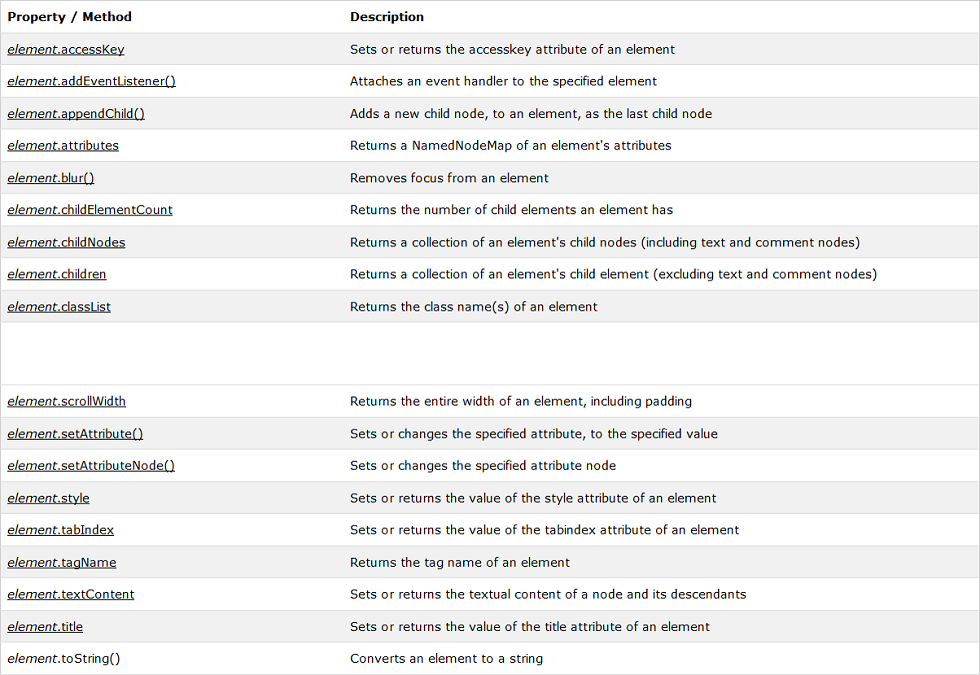 Property / Method Description
element.accessKey Sets or returns the accesskey attribute of an element
element.addEventListener() Attaches an event handler to the specified element
element.appendChild() Adds a new child node, to an element, as the last child node
element.attributes Returns a NamedNodeMap of an element's attributes
element.blur() Removes focus from an element
element.childElementCount Returns the number of child elements an element has
element.childNodes Returns a collection of an element's child nodes (including text and comment nodes)
element.children Returns a collection of an element's child element (excluding text and comment nodes)
element.classList Returns the class name(s) of an element
element.scrollWidth Returns the entire width of an element, including padding
element.setAttribute() Sets or changes the specified attribute, to the specified value
element.setAttributeNode() Sets or changes the specified attribute node
element.style Sets or returns the value of the style attribute of an element
element.tabIndex Sets or returns the value of the tabindex attribute of an element
element.tagName Returns the tag name of an element
element.textContent Sets or returns the textual content of a node and its descendants
element.title Sets or returns the value of the title attribute of an element
element.toString() Converts an element to a string